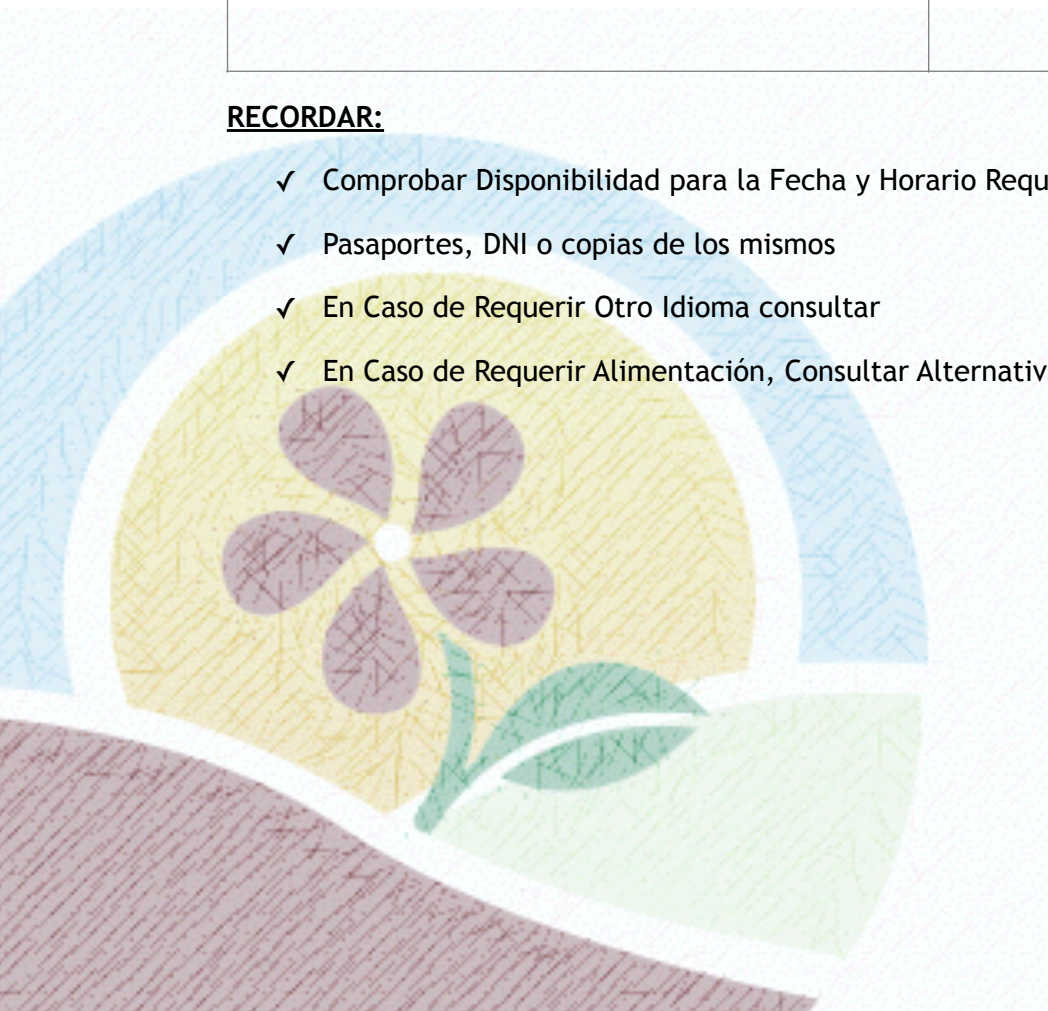 RECORDAR:
✓ Comprobar Disponibilidad para la Fecha y Horario Requ
✓ Pasaportes, DNI o copias de los mismos
✓ En Caso de Requerir Otro Idioma consultar
✓ En Caso de Requerir Alimentación, Consultar Alternativ